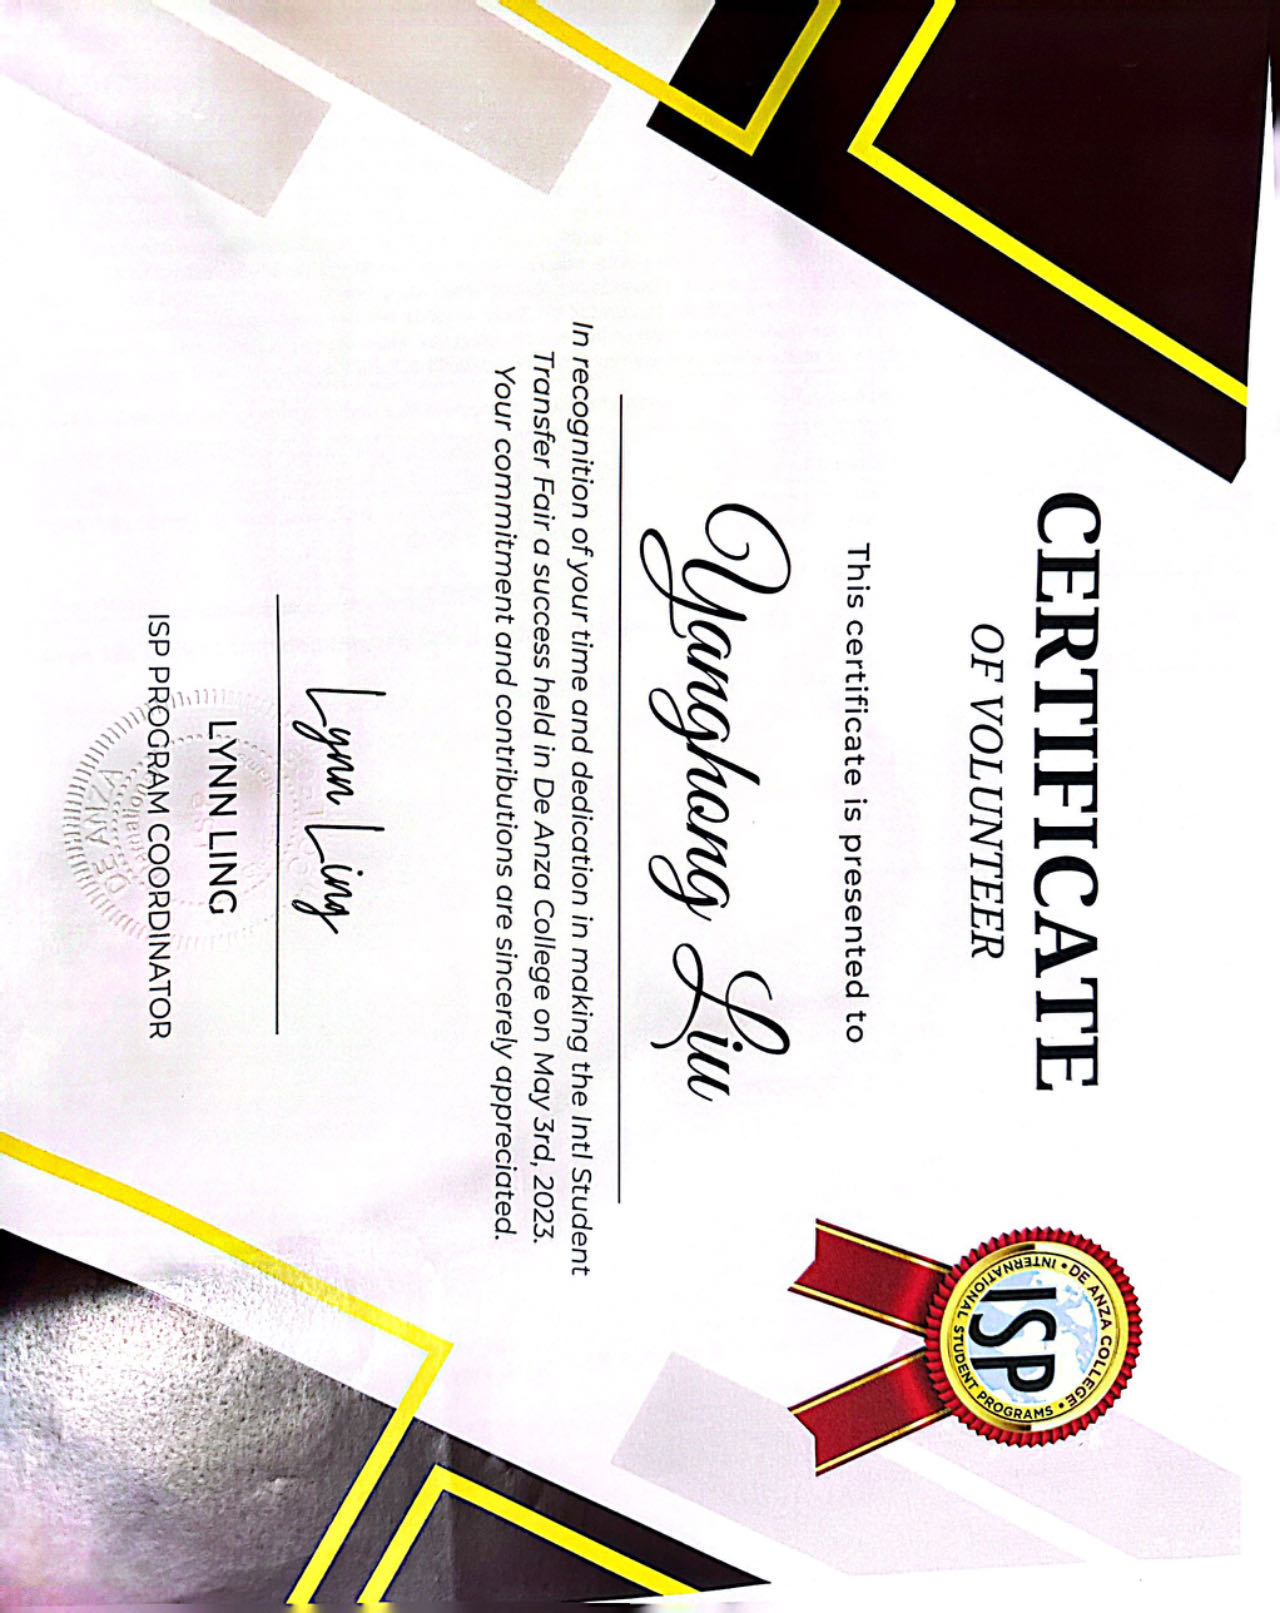 CERTIFICATE
OF VOLUNTEER
• DE ANZA COLLEGE •
INTERNATIONAL STUDENT PROGRAMS
ISP
This certificate is presented to
Yanghong Liu
In recognition of your time and dedication in making the Intl Student
Transfer Fair a success held in De Anza College on May 3rd, 2023.
Your commitment and contributions are sincerely appreciated.
Lynn Ling
LYNN LING
ISP PROGRAM COORDINATOR
DE ANZA